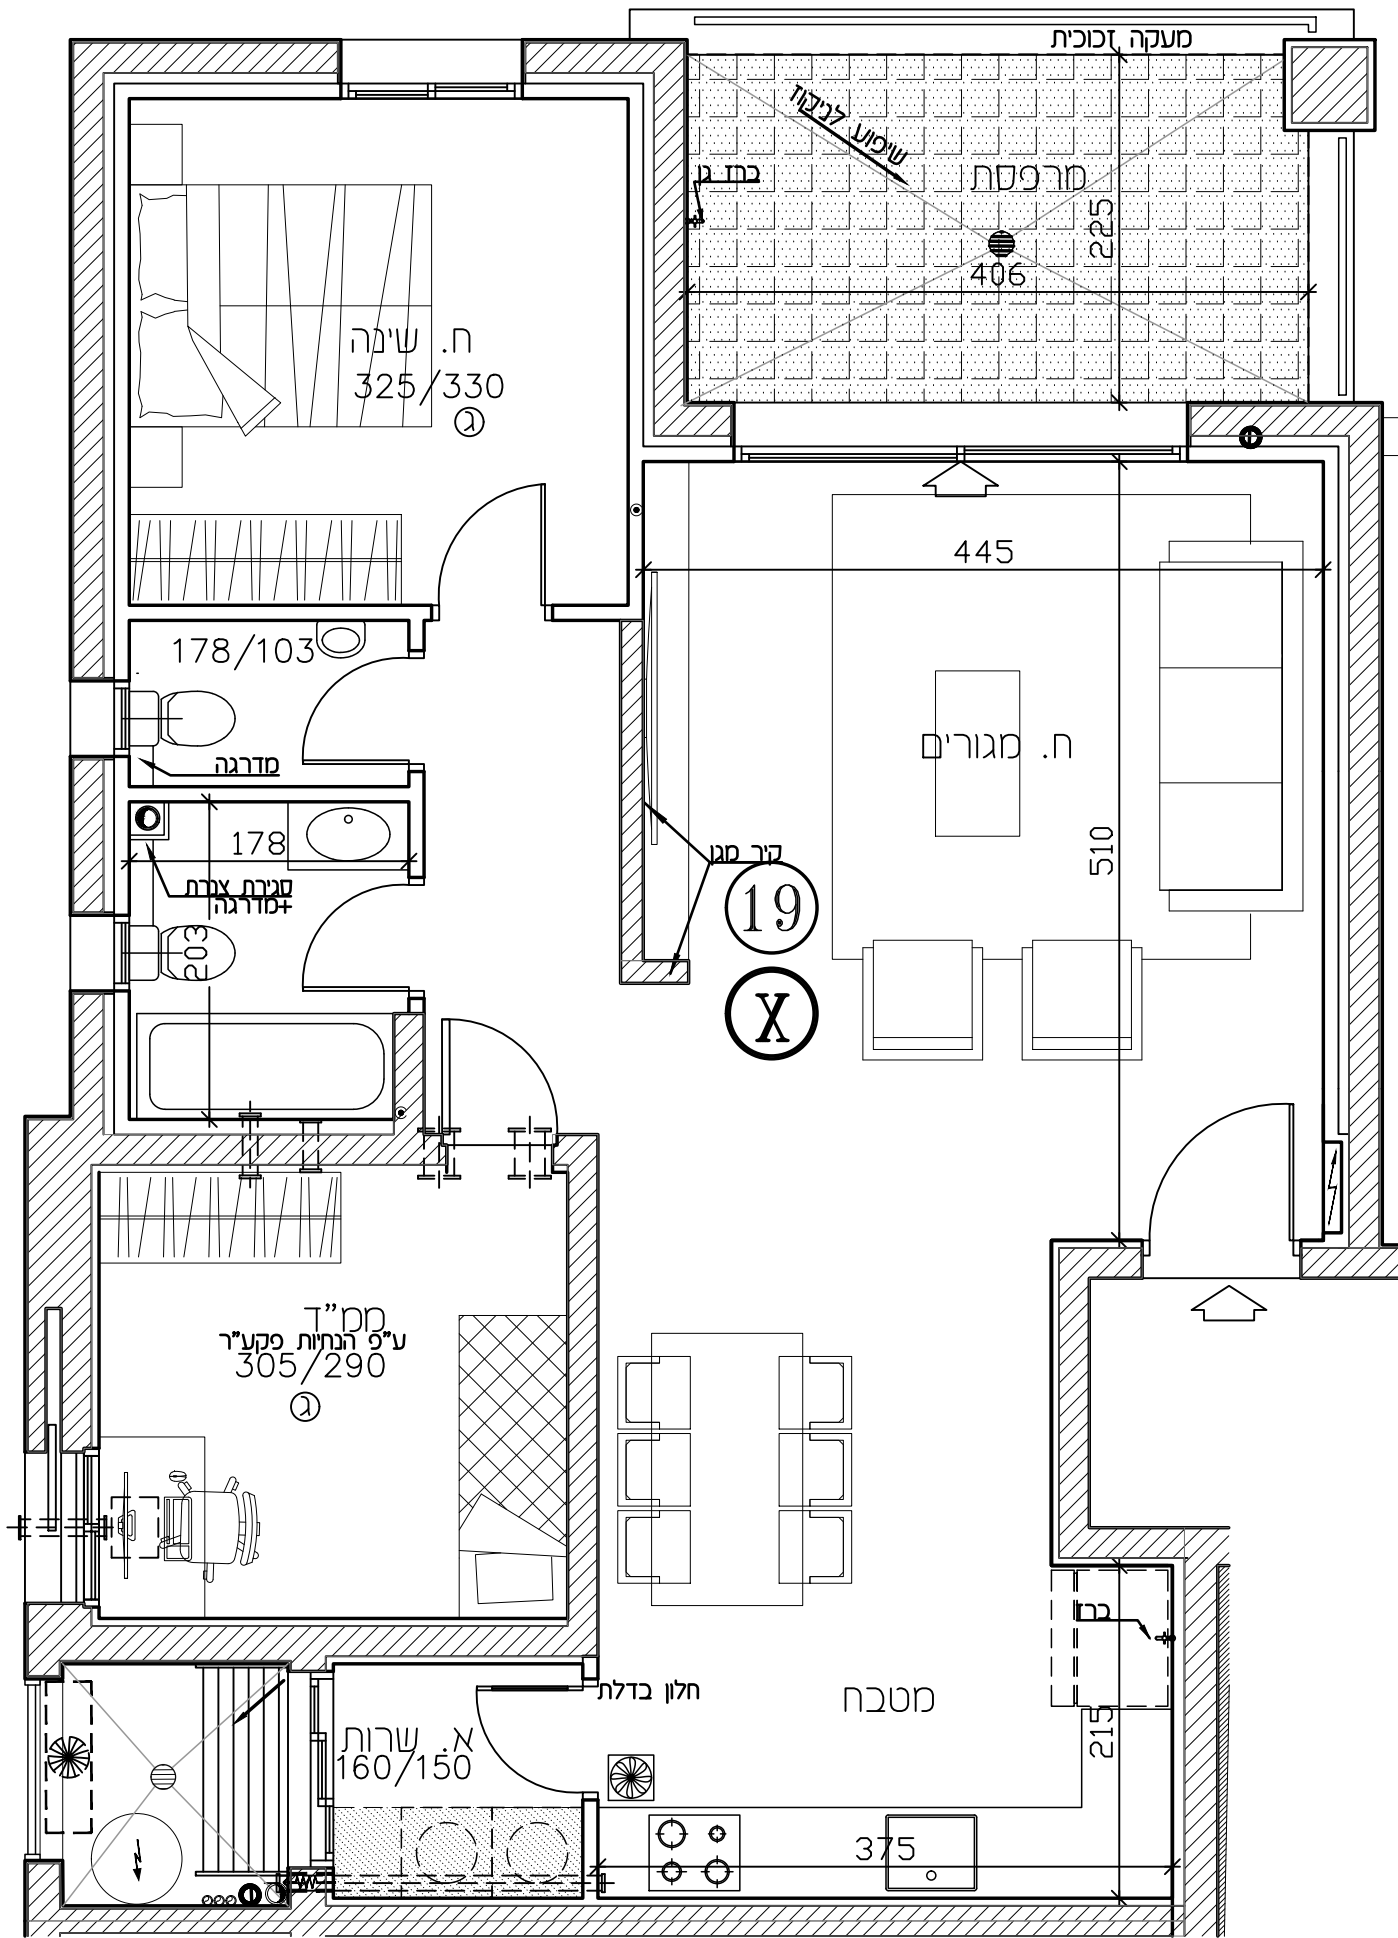 מעקה זכוכית
שיפוע לניקוז
מרפסת
ברז גן
225
406
ח. שינה
325/330
ג
445
178/103
מדרגה
ח. מגורים
510
178
סגירת צנרת
+מדרגה
203
קיר מגן
19
X
ממ"ד
ע"פ הנחיות פקע"ר
305/290
ג
ברז
חלון בדלת
מטבח
215
א. שרות
160/150
375